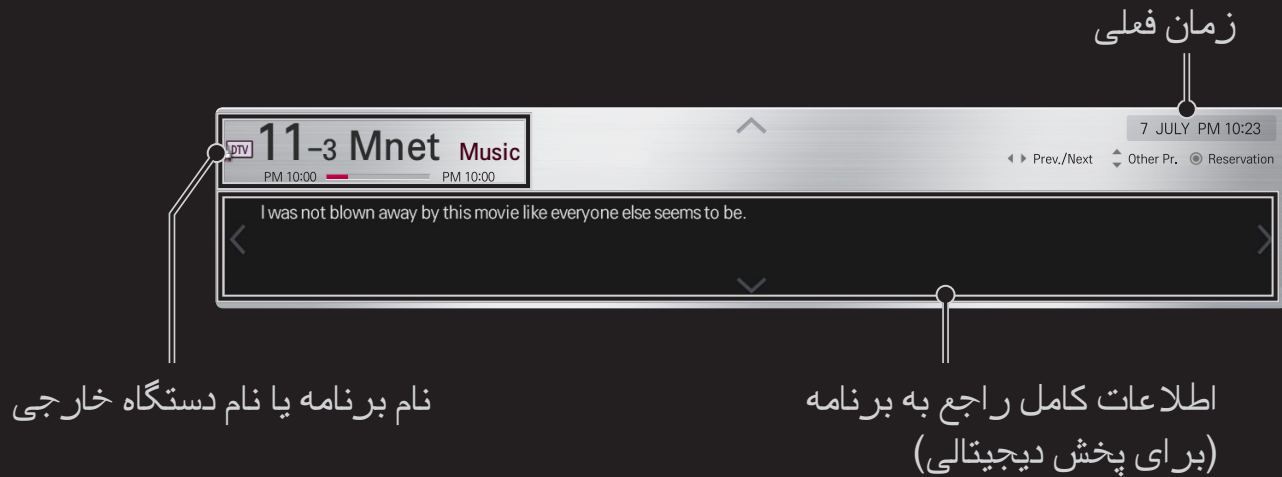 زمان فعلی
DTV 11-3 Mnet Music
PM 10:00 PM 10:00
7 JULY PM 10:23
Prev./Next Other Pr. Reservation
I was not blown away by this movie like everyone else seems to be.
نام برنامه یا نام دستگاه خارجی
اطلاعات کامل راجع به برنامه
(برای پخش دیجیتالی)